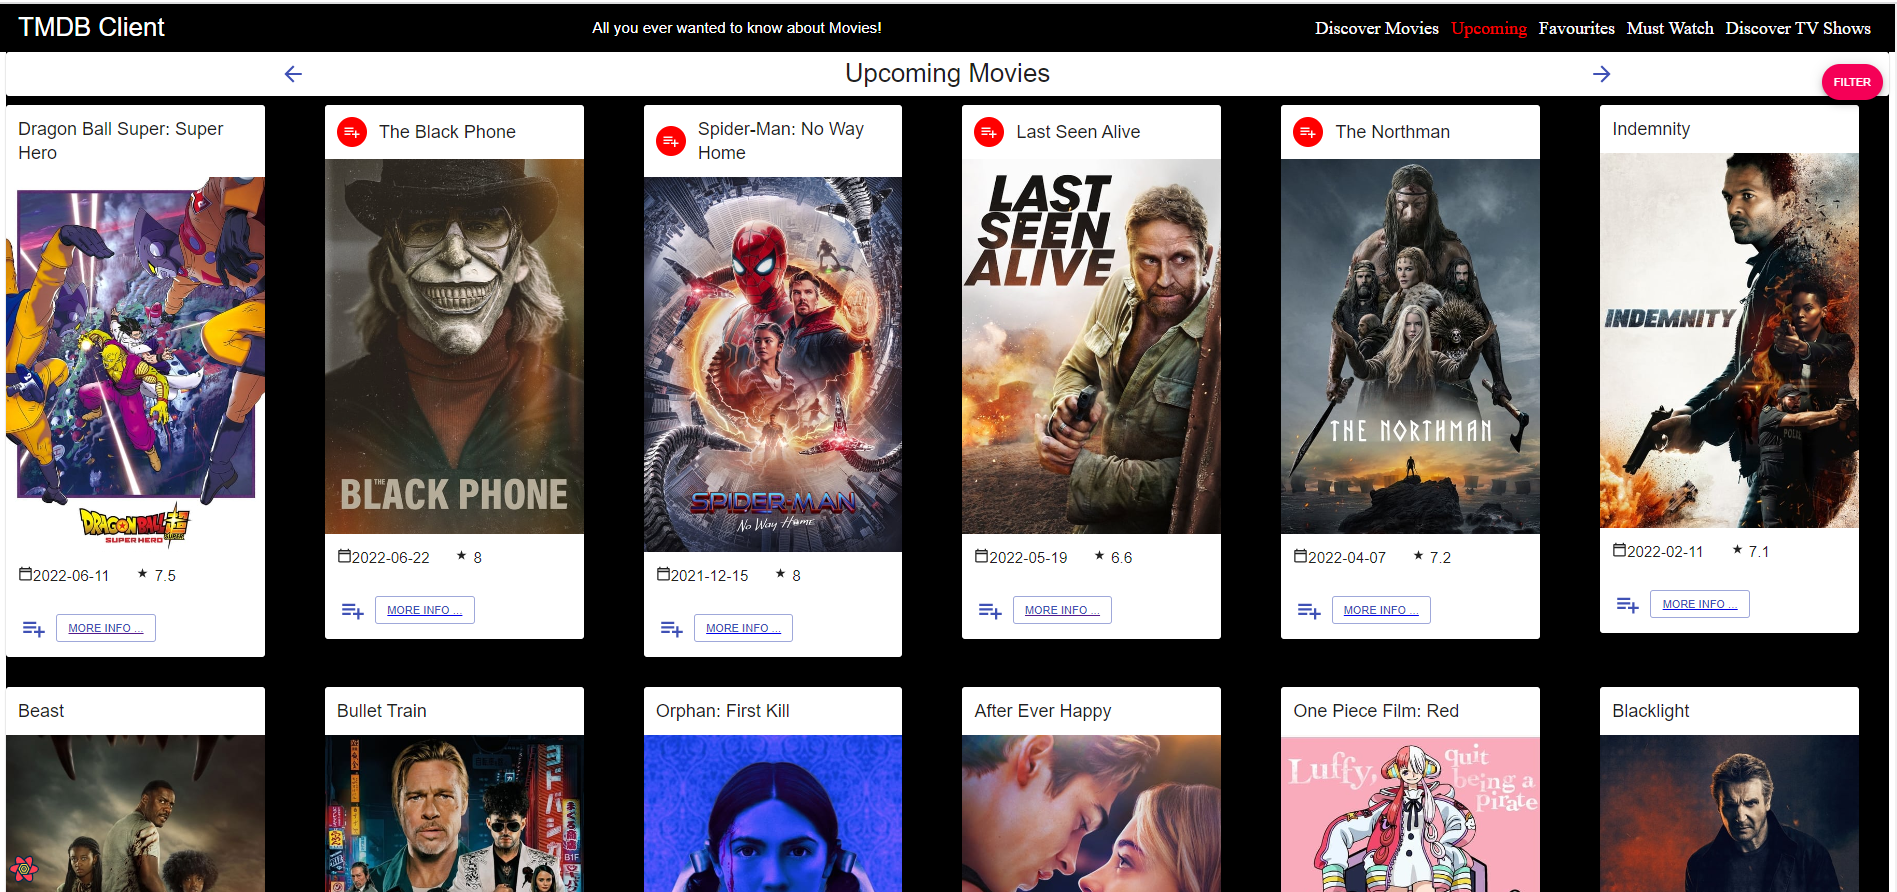 TMDB Client
All you ever wanted to know about Movies!
Discover Movies Upcoming Favourites Must Watch Discover TV Shows
Upcoming Movies
FILTER
Dragon Ball Super: Super
Hero
DRAGONBALL
SUPER
SUPER HERO
2022-06-11 7.5
MORE INFO ...
The Black Phone
THE
BLACK PHONE
2022-06-22 8
MORE INFO ...
Spider-Man: No Way
Home
SPIDER-MAN
No Way Home
2021-12-15 8
MORE INFO ...
Last Seen Alive
LAST
SEEN
ALIVE
2022-05-19 6.6
MORE INFO ...
The Northman
THE NORTHMAN
2022-04-07 7.2
MORE INFO ...
Indemnity
INDEMNITY
2022-02-11 7.1
MORE INFO ...
Beast
Bullet Train
Orphan: First Kill
After Ever Happy
One Piece Film: Red
Luffy, quit
being a
pirate
Blacklight